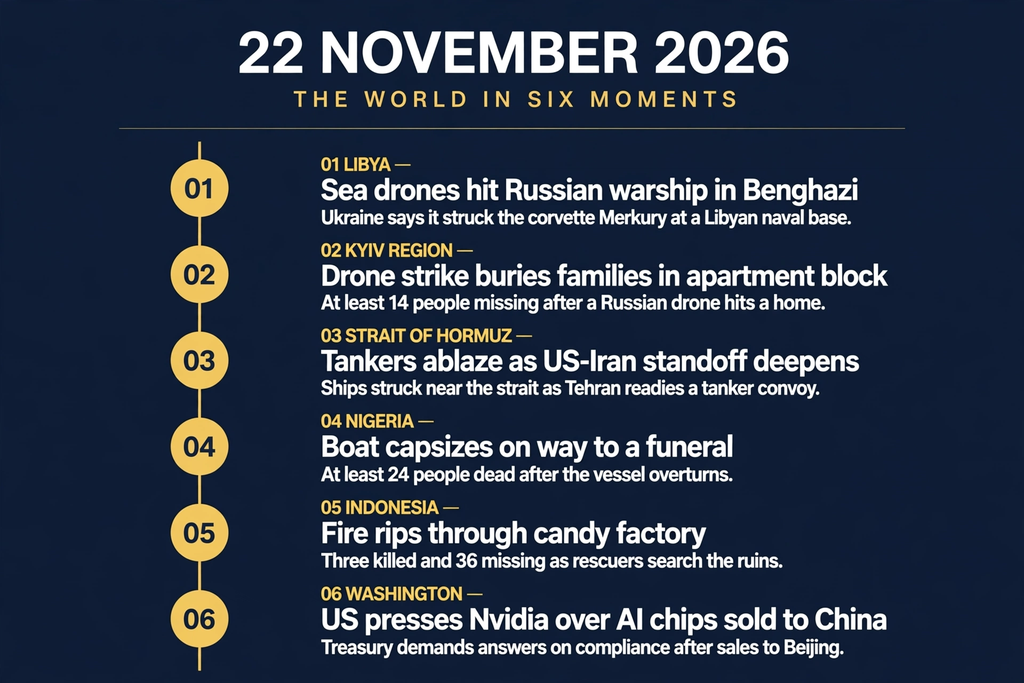 22 NOVEMBER 2026
THE WORLD IN SIX MOMENTS
01
01 LIBYA —
Sea drones hit Russian warship in Benghazi
Ukraine says it struck the corvette Merkury at a Libyan naval base.
02
02 KYIV REGION —
Drone strike buries families in apartment block
At least 14 people missing after a Russian drone hits a home.
03
03 STRAIT OF HORMUZ —
Tankers ablaze as US-Iran standoff deepens
Ships struck near the strait as Tehran readies a tanker convoy.
04
04 NIGERIA —
Boat capsizes on way to a funeral
At least 24 people dead after the vessel overturns.
05
05 INDONESIA —
Fire rips through candy factory
Three killed and 36 missing as rescuers search the ruins.
06
06 WASHINGTON —
US presses Nvidia over AI chips sold to China
Treasury demands answers on compliance after sales to Beijing.